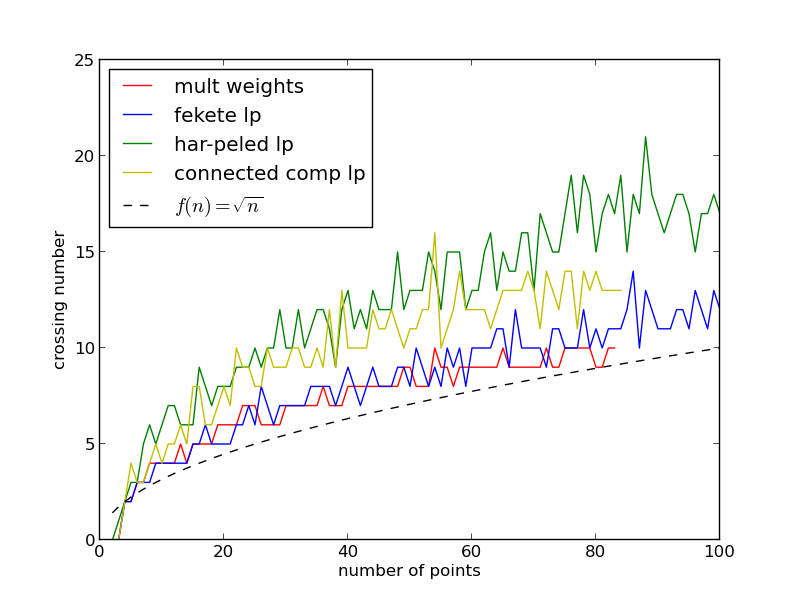 25
20
15
10
5
0
crossing number
mult weights
fekete lp
har-peled lp
connected comp lp
f(n)=√n
0 20 40 60 80 100
number of points